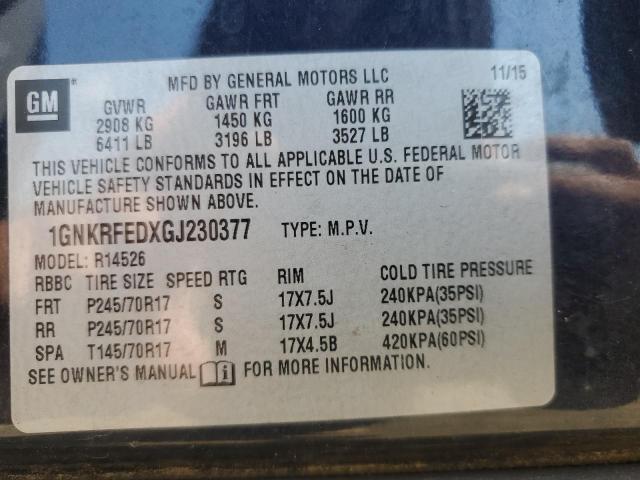 GM
MFD BY GENERAL MOTORS LLC 11/15
GVWR GAWR FRT GAWR RR
2908 KG 1450 KG 1600 KG
6411 LB 3196 LB 3527 LB
THIS VEHICLE CONFORMS TO ALL APPLICABLE U.S. FEDERAL MOTOR
VEHICLE SAFETY STANDARDS IN EFFECT ON THE DATE OF
MANUFACTURE SHOWN ABOVE.
1GNKRFEDXGJ230377 TYPE: M.P.V.
MODEL: R14526
RBBC TIRE SIZE SPEED RTG RIM COLD TIRE PRESSURE
FRT P245/70R17 S 17X7.5J 240KPA(35PSI)
RR P245/70R17 S 17X7.5J 240KPA(35PSI)
SPA T145/70R17 M 17X4.5B 420KPA(60PSI)
SEE OWNER'S MANUAL i FOR MORE INFORMATION.